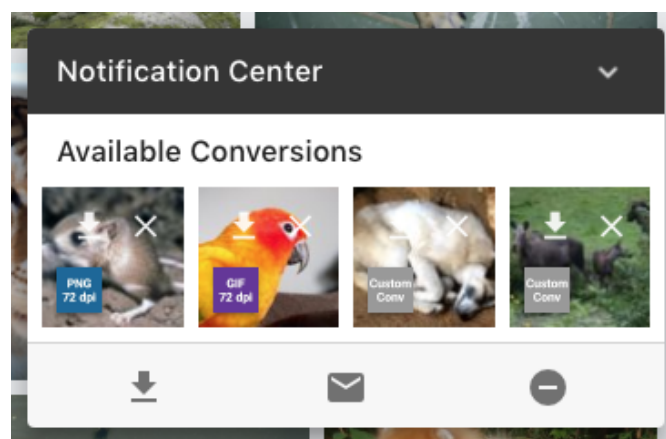 Notification Center
Available Conversions
PNG
72 dpi
GIF
72 dpi
Custom
Conv
Custom
Conv